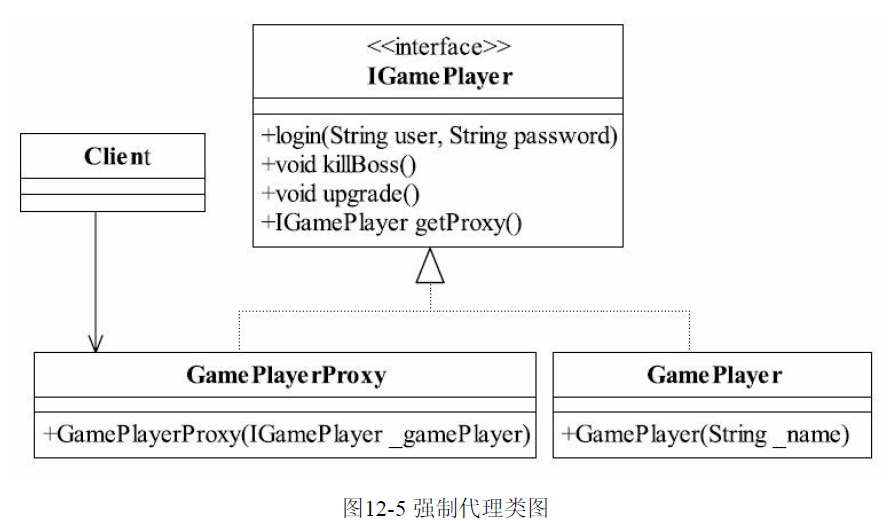 <<interface>>
IGamePlayer
+login(String user, String password)
+void killBoss()
+void upgrade()
+IGamePlayer getProxy()
Client
GamePlayerProxy
+GamePlayerProxy(IGamePlayer _gamePlayer)
GamePlayer
+GamePlayer(String _name)
图12-5 强制代理类图